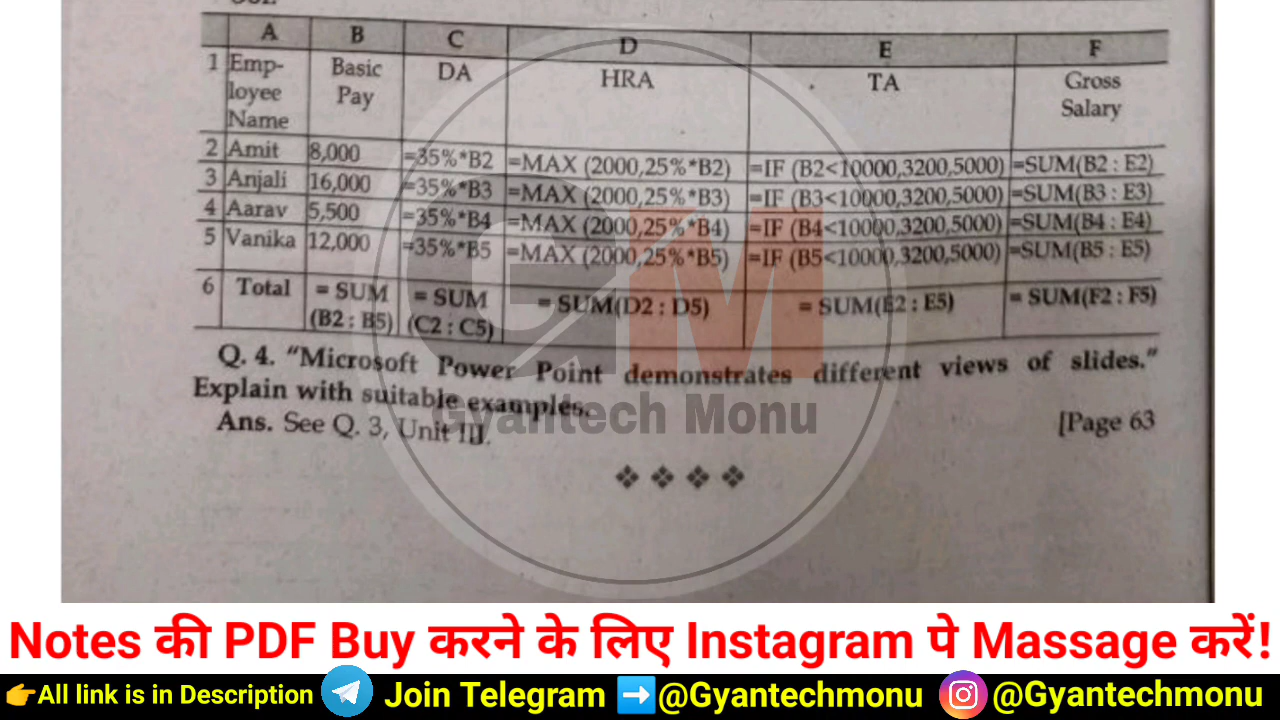 A B C D E F
1 Emp- Basic DA HRA TA Gross
loyee Pay Salary
Name
2 Amit 8,000 =35%*B2 =MAX (2000,25%*B2) =IF (B2<10000,3200,5000) =SUM(B2 : E2)
3 Anjali 16,000 =35%*B3 =MAX (2000,25%*B3) =IF (B3<10000,3200,5000) =SUM(B3 : E3)
4 Aarav 5,500 =35%*B4 =MAX (2000,25%*B4) =IF (B4<10000,3200,5000) =SUM(B4 : E4)
5 Vanika 12,000 =35%*B5 =MAX (2000,25%*B5) =IF (B5<10000,3200,5000) =SUM(B5 : E5)
6 Total = SUM = SUM = SUM(D2 : D5) = SUM(E2 : E5) = SUM(F2 : F5)
(B2 : B5) (C2 : C5)
Q. 4. “Microsoft Power Point demonstrates different views of slides.”
Explain with suitable examples.
Ans. See Q. 3, Unit III. [Page 63
GM
Gyantech Monu
Notes की PDF Buy करने के लिए Instagram पे Massage करें!
👉All link is in Description Join Telegram ➡️@Gyantechmonu @Gyantechmonu